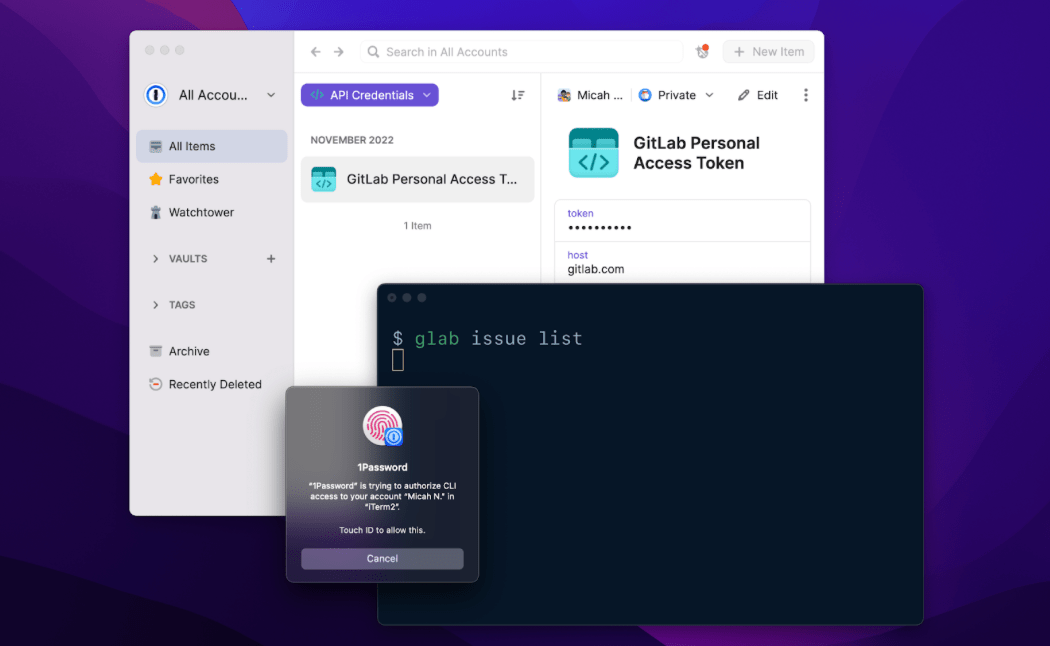 Search in All Accounts
+ New Item
All Accou...
</> API Credentials
Micah ...
Private
Edit
All Items
Favorites
Watchtower
VAULTS +
TAGS
Archive
Recently Deleted
NOVEMBER 2022
</> GitLab Personal Access T...
1 Item
</>
GitLab Personal
Access Token
token
••••••••••
host
gitlab.com
$ glab issue list
1Password
"1Password" is trying to authorize CLI
access to your account "Micah N." in
"iTerm2".
Touch ID to allow this.
Cancel